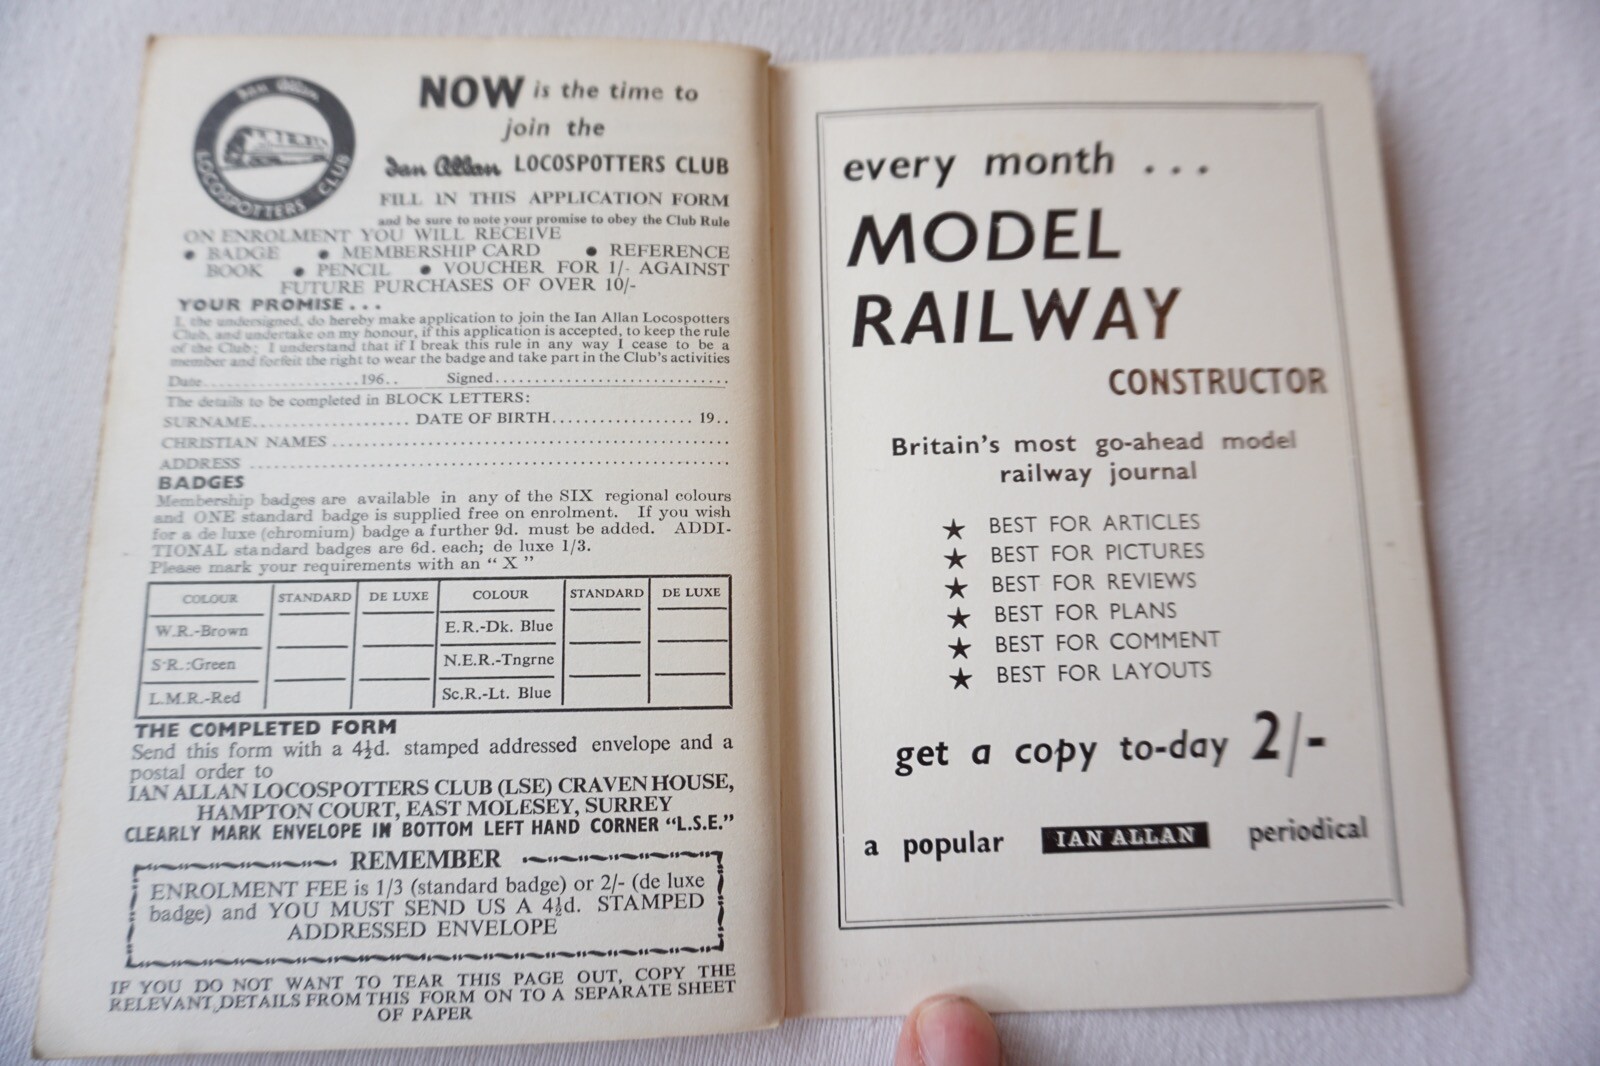 Ian Allan
LOCOSPOTTERS CLUB
NOW is the time to
join the
Ian Allan LOCOSPOTTERS CLUB
FILL IN THIS APPLICATION FORM
and be sure to note your promise to obey the Club Rule
ON ENROLMENT YOU WILL RECEIVE
● BADGE ● MEMBERSHIP CARD ● REFERENCE
BOOK ● PENCIL ● VOUCHER FOR 1/- AGAINST
FUTURE PURCHASES OF OVER 10/-
YOUR PROMISE...
I, the undersigned, do hereby make application to join the Ian Allan Locospotters
Club, and undertake on my honour, if this application is accepted, to keep the rule
of the Club; I understand that if I break this rule in any way I cease to be a
member and forfeit the right to wear the badge and take part in the Club's activities
Date....................196.. Signed..............................
The details to be completed in BLOCK LETTERS:
SURNAME.................... DATE OF BIRTH.................. 19..
CHRISTIAN NAMES ..................................................
ADDRESS ............................................................
BADGES
Membership badges are available in any of the SIX regional colours
and ONE standard badge is supplied free on enrolment. If you wish
for a de luxe (chromium) badge a further 9d. must be added. ADDI-
TIONAL standard badges are 6d. each; de luxe 1/3.
Please mark your requirements with an "X"
COLOUR STANDARD DE LUXE COLOUR STANDARD DE LUXE
W.R.-Brown E.R.-Dk. Blue
S.R.:Green N.E.R.-Tngrne
L.M.R.-Red Sc.R.-Lt. Blue
THE COMPLETED FORM
Send this form with a 4½d. stamped addressed envelope and a
postal order to
IAN ALLAN LOCOSPOTTERS CLUB (LSE) CRAVEN HOUSE,
HAMPTON COURT, EAST MOLESEY, SURREY
CLEARLY MARK ENVELOPE IN BOTTOM LEFT HAND CORNER "L.S.E."
REMEMBER
ENROLMENT FEE is 1/3 (standard badge) or 2/- (de luxe
badge) and YOU MUST SEND US A 4½d. STAMPED
ADDRESSED ENVELOPE
IF YOU DO NOT WANT TO TEAR THIS PAGE OUT, COPY THE
RELEVANT DETAILS FROM THIS FORM ON TO A SEPARATE SHEET
OF PAPER
every month ...
MODEL
RAILWAY
CONSTRUCTOR
Britain's most go-ahead model
railway journal
★ BEST FOR ARTICLES
★ BEST FOR PICTURES
★ BEST FOR REVIEWS
★ BEST FOR PLANS
★ BEST FOR COMMENT
★ BEST FOR LAYOUTS
get a copy to-day 2/-
a popular IAN ALLAN periodical